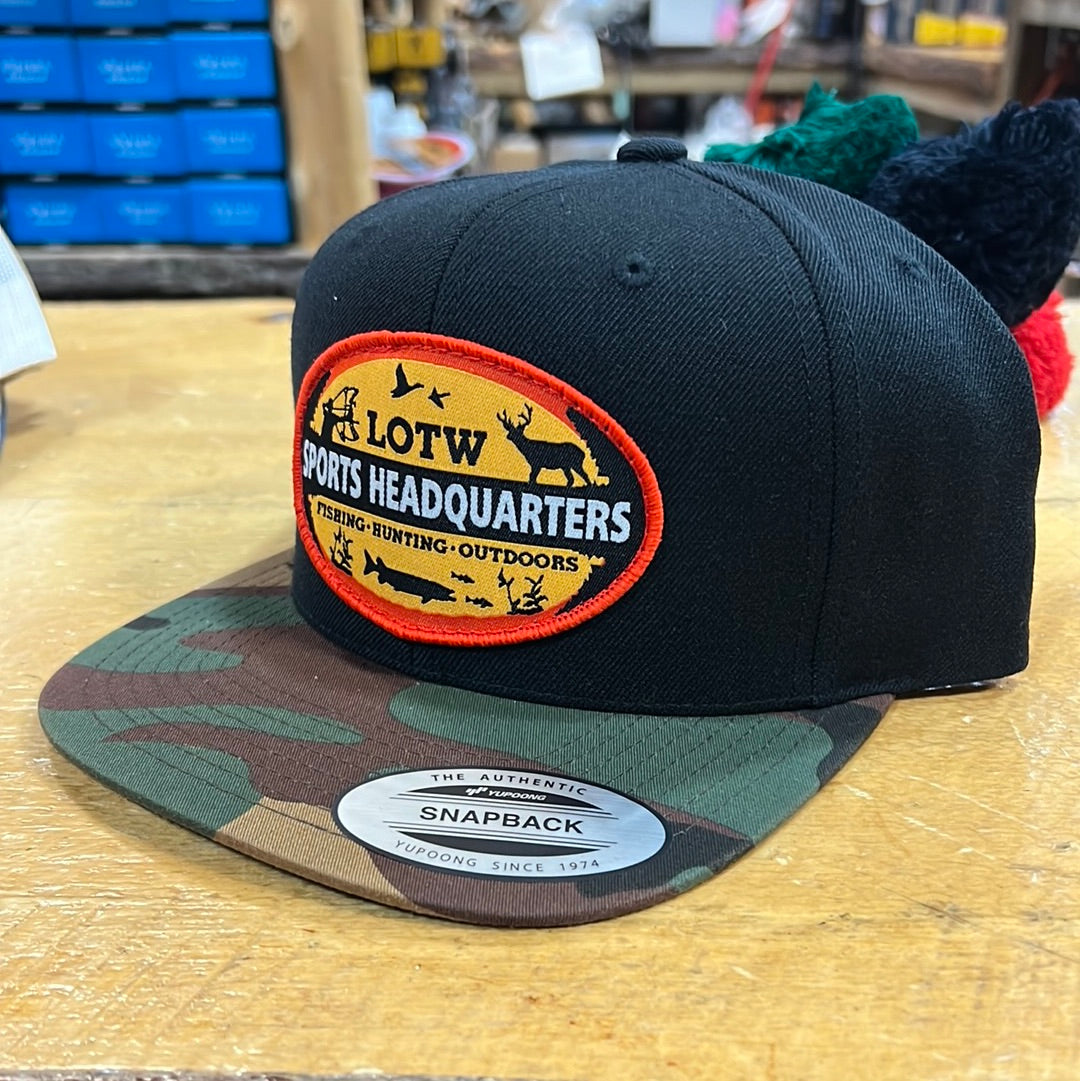 LOTW
SPORTS HEADQUARTERS
FISHING·HUNTING·OUTDOORS
THE AUTHENTIC
YUPOONG
SNAPBACK
YUPOONG SINCE 1974